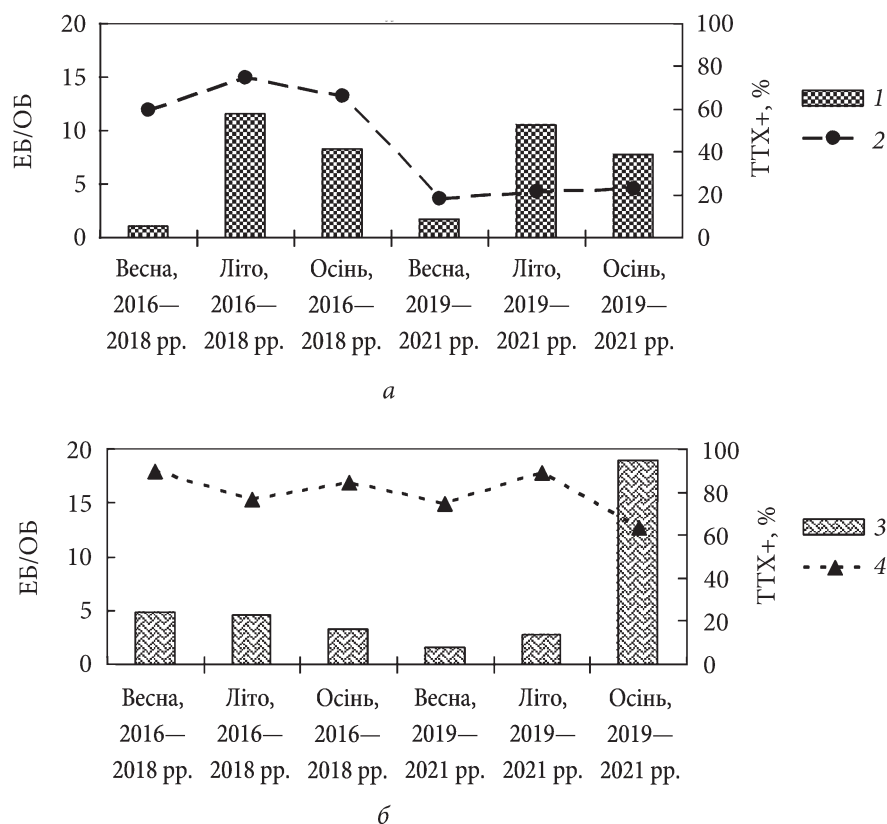 20
15
10
5
0
ЕБ/ОБ
100
80
60
40
20
0
ТТХ+, %
1
2
Весна, 2016— 2018 рр.
Літо, 2016— 2018 рр.
Осінь, 2016— 2018 рр.
Весна, 2019— 2021 рр.
Літо, 2019— 2021 рр.
Осінь, 2019— 2021 рр.
а
20
15
10
5
0
ЕБ/ОБ
100
80
60
40
20
0
ТТХ+, %
3
4
Весна, 2016— 2018 рр.
Літо, 2016— 2018 рр.
Осінь, 2016— 2018 рр.
Весна, 2019— 2021 рр.
Літо, 2019— 2021 рр.
Осінь, 2019— 2021 рр.
б